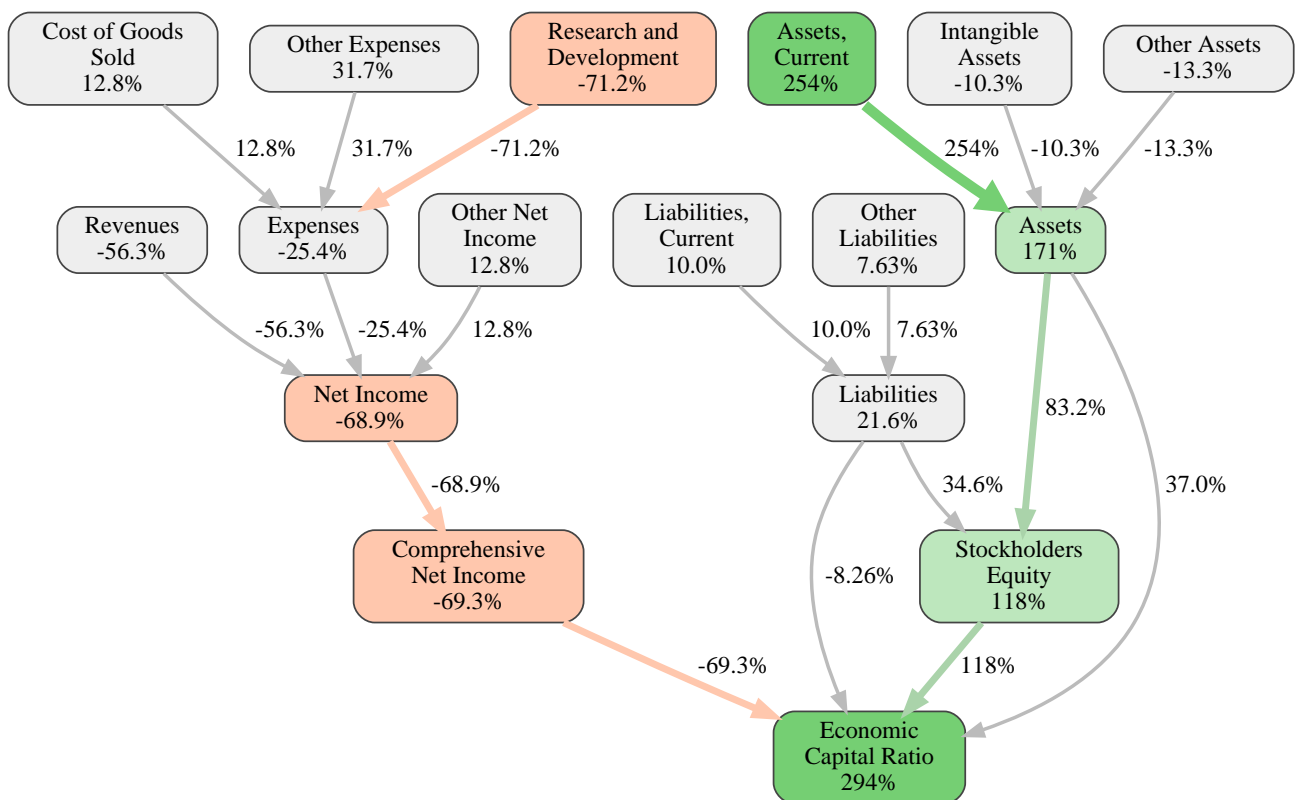 Cost of Goods
Sold
12.8%
Other Expenses
31.7%
Research and
Development
-71.2%
Assets,
Current
254%
Intangible
Assets
-10.3%
Other Assets
-13.3%
12.8%
31.7%
-71.2%
254%
-10.3%
-13.3%
Revenues
-56.3%
Expenses
-25.4%
Other Net
Income
12.8%
Liabilities,
Current
10.0%
Other
Liabilities
7.63%
Assets
171%
-56.3%
-25.4%
12.8%
10.0%
7.63%
Net Income
-68.9%
Liabilities
21.6%
83.2%
-68.9%
34.6%
37.0%
Comprehensive
Net Income
-69.3%
-8.26%
Stockholders
Equity
118%
-69.3%
118%
Economic
Capital Ratio
294%